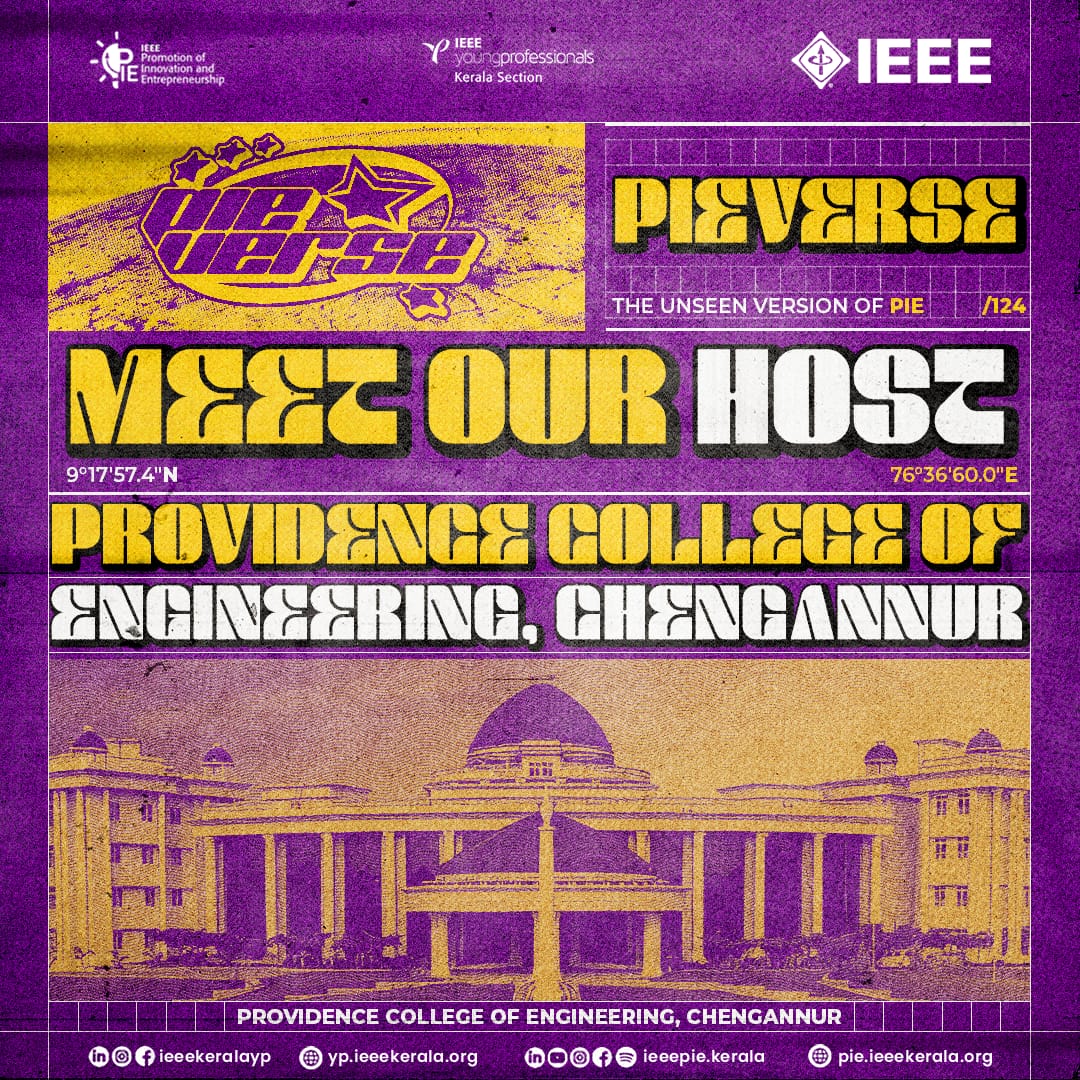 IEEE
Promotion of
Innovation and
Entrepreneurship
PIE
IEEE
youngprofessionals
Kerala Section
IEEE
pie
verse
PIEVERSE
THE UNSEEN VERSION OF PIE /124
MEET OUR HOST
9°17'57.4"N 76°36'60.0"E
PROVIDENCE COLLEGE OF
ENGINEERING, CHENGANNUR
PROVIDENCE COLLEGE OF ENGINEERING, CHENGANNUR
ieeekeralayp yp.ieeekerala.org ieeepie.kerala pie.ieeekerala.org